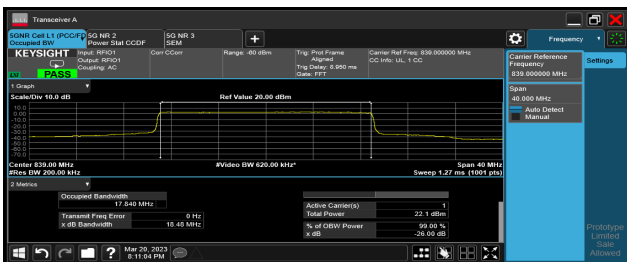 Transceiver A
5GNR Cell L1 (PCC/FP
Occupied BW
5G NR 2
Power Stat CCDF
5G NR 3
SEM
+
Frequency
KEYSIGHT
PASS
Input: RFIO1
Output: RFIO1
Coupling: AC
Corr CCorr
Range: -60 dBm
Trig: Prot Frame
Aligned
Trig Delay: 8.950 ms
Gate: FFT
Carrier Ref Freq: 839.000000 MHz
CC Info: UL, 1 CC
Carrier Reference
Frequency
839.000000 MHz
Settings
Span
40.000 MHz
Auto Detect
Manual
1 Graph
Scale/Div 10.0 dB
Ref Value 20.00 dBm
10.0
0.00
-10.0
-20.0
-30.0
-40.0
-50.0
-60.0
-70.0
Center 839.00 MHz
#Video BW 620.00 kHz*
Span 40 MHz
#Res BW 200.00 kHz
Sweep 1.27 ms (1001 pts)
2 Metrics
Occupied Bandwidth
17.840 MHz
Transmit Freq Error
0 Hz
x dB Bandwidth
18.48 MHz
Active Carrier(s)
1
Total Power
22.1 dBm
% of OBW Power
99.00 %
x dB
-26.00 dB
Prototype
Limited
Sale
Allowed
?
Mar 20, 2023
8:11:04 PM